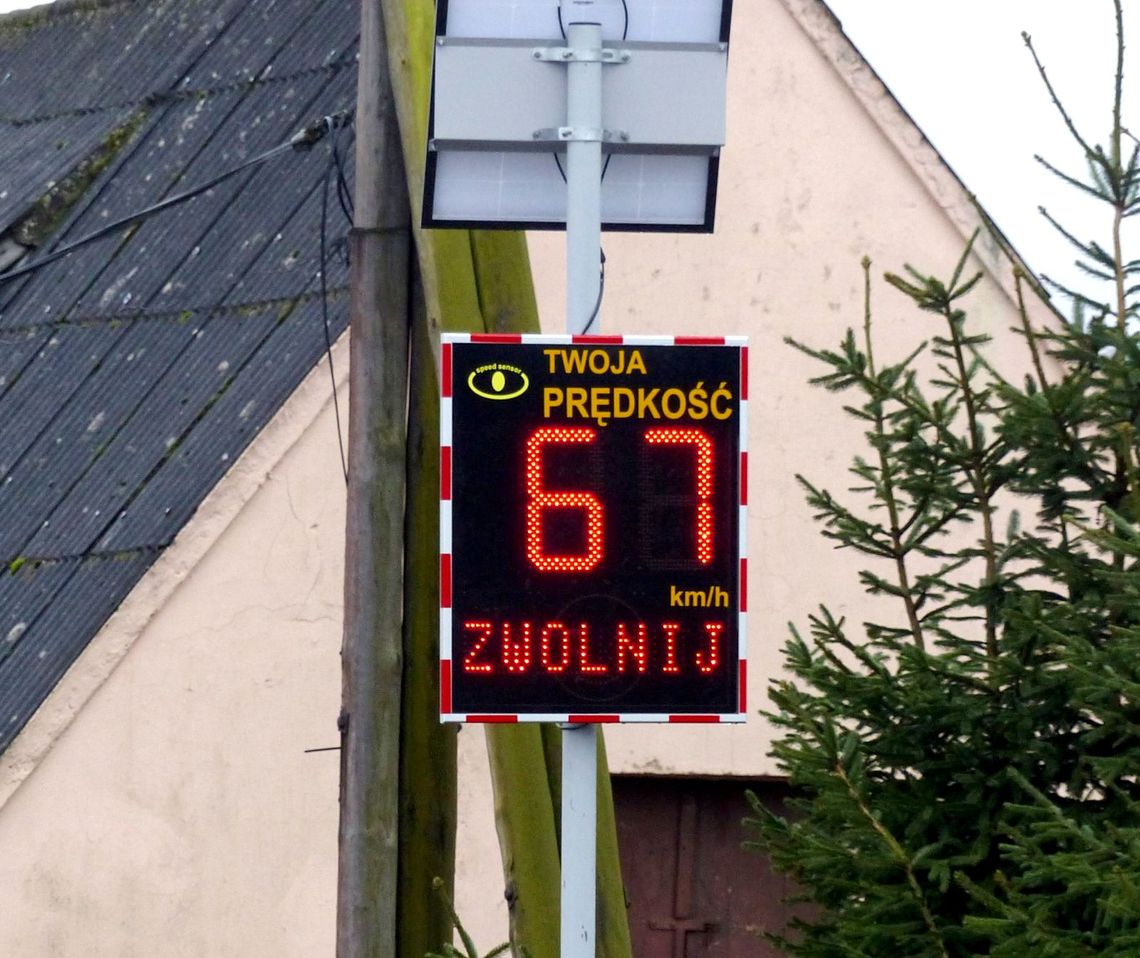 speed sensor
TWOJA
PRĘDKOŚĆ
67
km/h
ZWOLNIJ